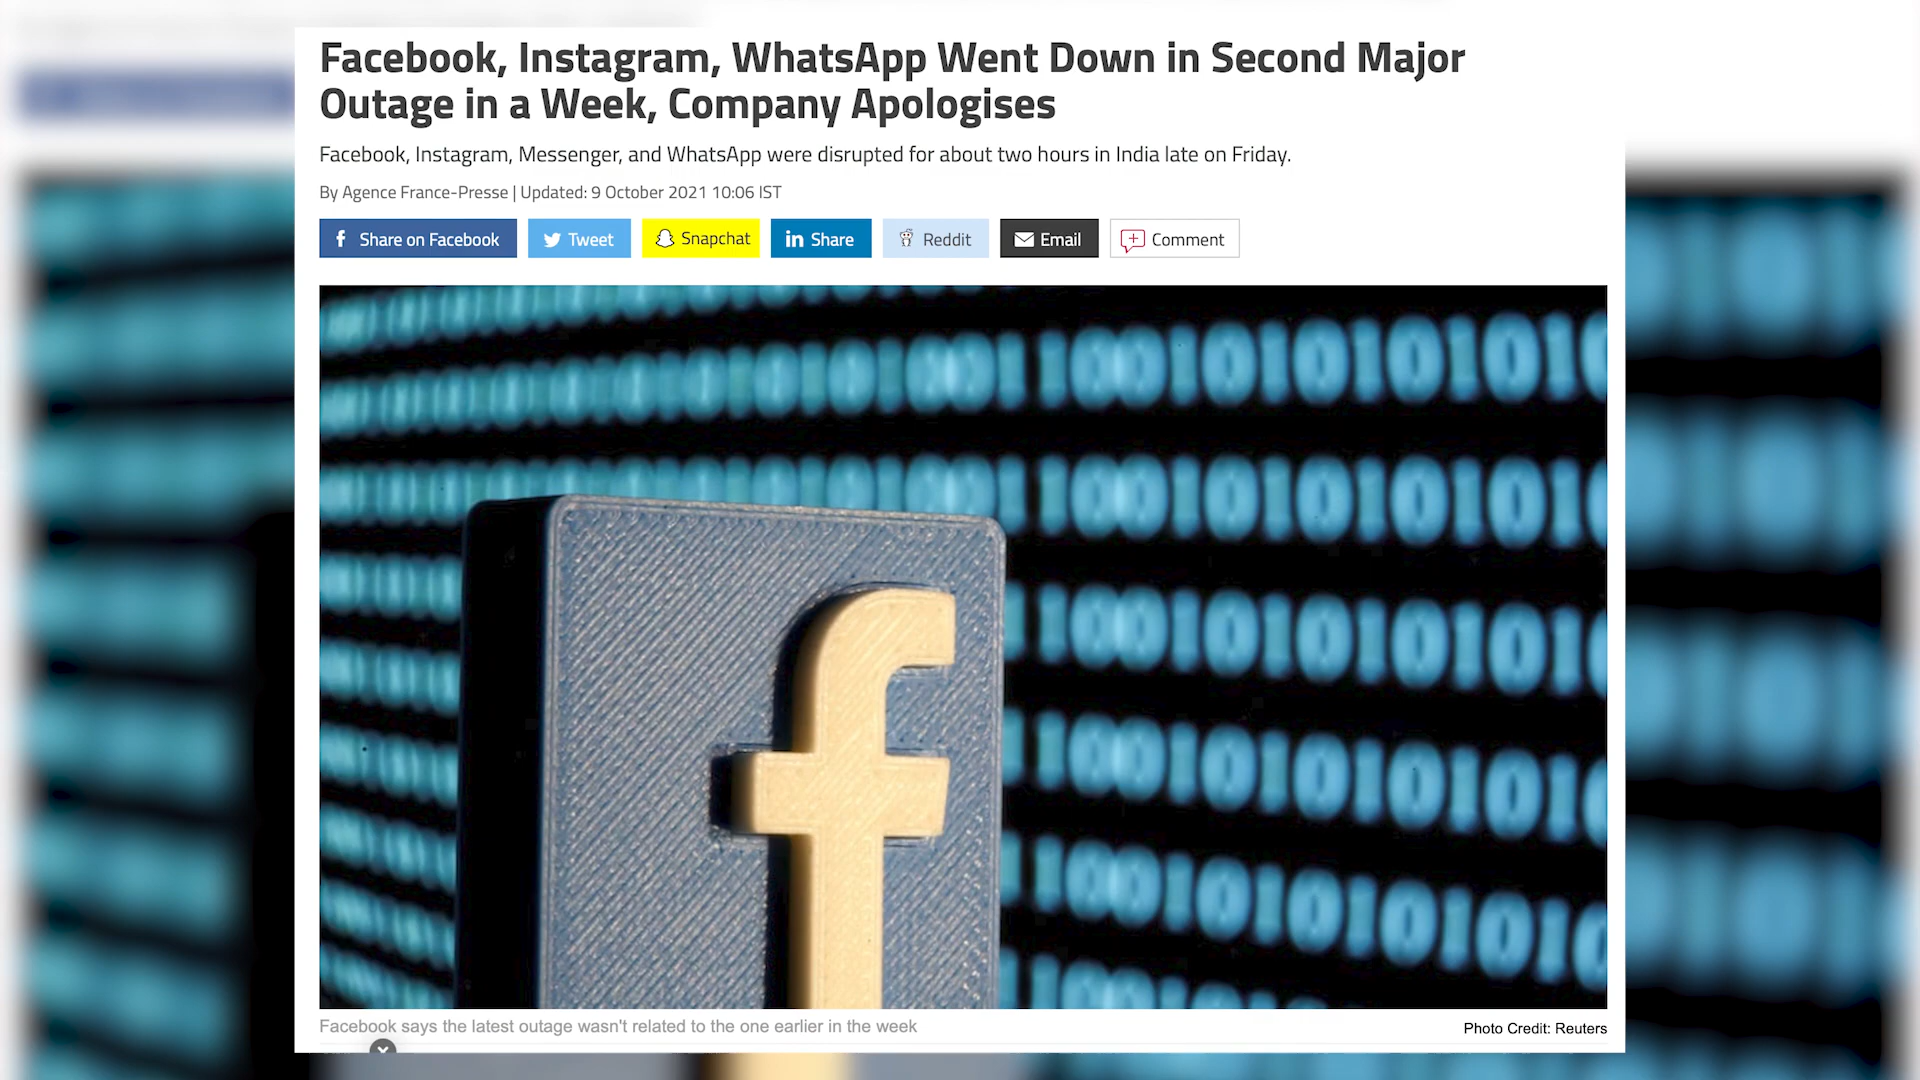 Facebook, Instagram, WhatsApp Went Down in Second Major
Outage in a Week, Company Apologises
Facebook, Instagram, Messenger, and WhatsApp were disrupted for about two hours in India late on Friday.
By Agence France-Presse | Updated: 9 October 2021 10:06 IST
f Share on Facebook Tweet Snapchat in Share Reddit Email Comment
f
Facebook says the latest outage wasn't related to the one earlier in the week
Photo Credit: Reuters